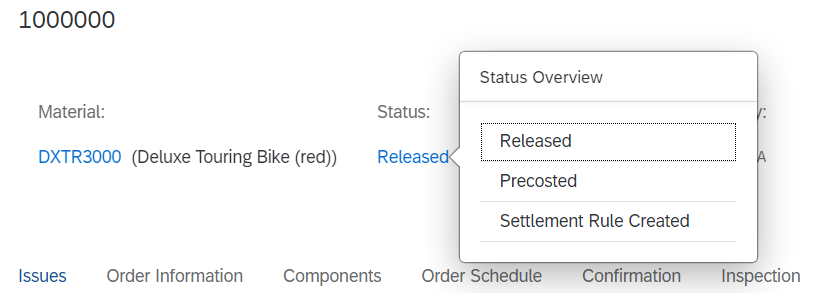 1000000
Material:
DXTR3000 (Deluxe Touring Bike (red))
Status:
Released
Status Overview
Released
Precosted
Settlement Rule Created
y:
A
Issues Order Information Components Order Schedule Confirmation Inspection